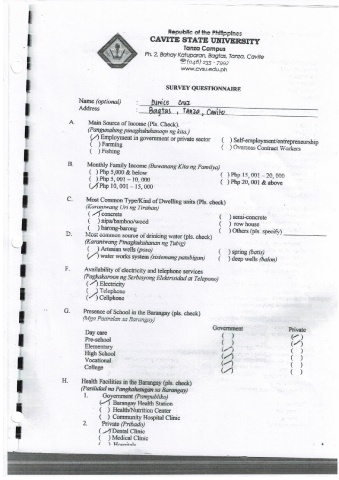 Republic of the Philippines
CAVITE STATE UNIVERSITY
Tanza Campus
Ph. 2, Bahay Katuparan, Bagtas, Tanza, Cavite
www.cvsu.edu.ph
SURVEY QUESTIONNAIRE
Name (optional) : Eunice Cruz
Address : Bagtas, Tanza, Cavite
A. Main Source of Income (Pls. Check)
(Pangunahing pinagkakakitaan ng kita.)
(✓) Employment in government or private sector ( ) Self-employment/entrepreneurship
( ) Farming ( ) Overseas Contract Workers
( ) Fishing
B. Monthly Family Income (Buwanang Kita ng Pamilya)
( ) Php 5,000 & below ( ) Php 15, 001 – 20, 000
( ) Php 5, 001 – 10, 000 ( ) Php 20, 001 & above
(✓) Php 10, 001 – 15, 000
C. Most Common Type/Kind of Dwelling units (Pls. check)
(Karaniwang Uri ng Tirahan)
(✓) concrete ( ) semi-concrete
( ) nipa/bamboo/wood ( ) row house
( ) barong-barong ( ) Others (pls. specify)
D. Most common source of drinking water (pls. check)
(Karaniwang Pinagkukuhanan ng Tubig)
( ) Artesian wells (poso) ( ) spring (batis)
(✓) water works system (sistemang patubigan) ( ) deep wells (balon)
F. Availability of electricity and telephone services
(Pagkakaroon ng Serbisyong Elektrisidad at Telepono)
(✓) Electricity
( ) Telephone
(✓) Cellphone
G. Presence of School in the Barangay (pls. check)
(Mga Paaralan sa Barangay)
Government Private
Day care
Pre-school
Elementary
High School
Vocational
College
H. Health Facilities in the Barangay (pls. check)
(Pasilidad na Pangkalusugan sa Barangay)
1. Government (Pampubliko)
(✓) Barangay Health Station
( ) Health/Nutrition Center
( ) Community Hospital Clinic
2. Private (Pribado)
(✓) Dental Clinic
( ) Medical Clinic
( ) Hospitals